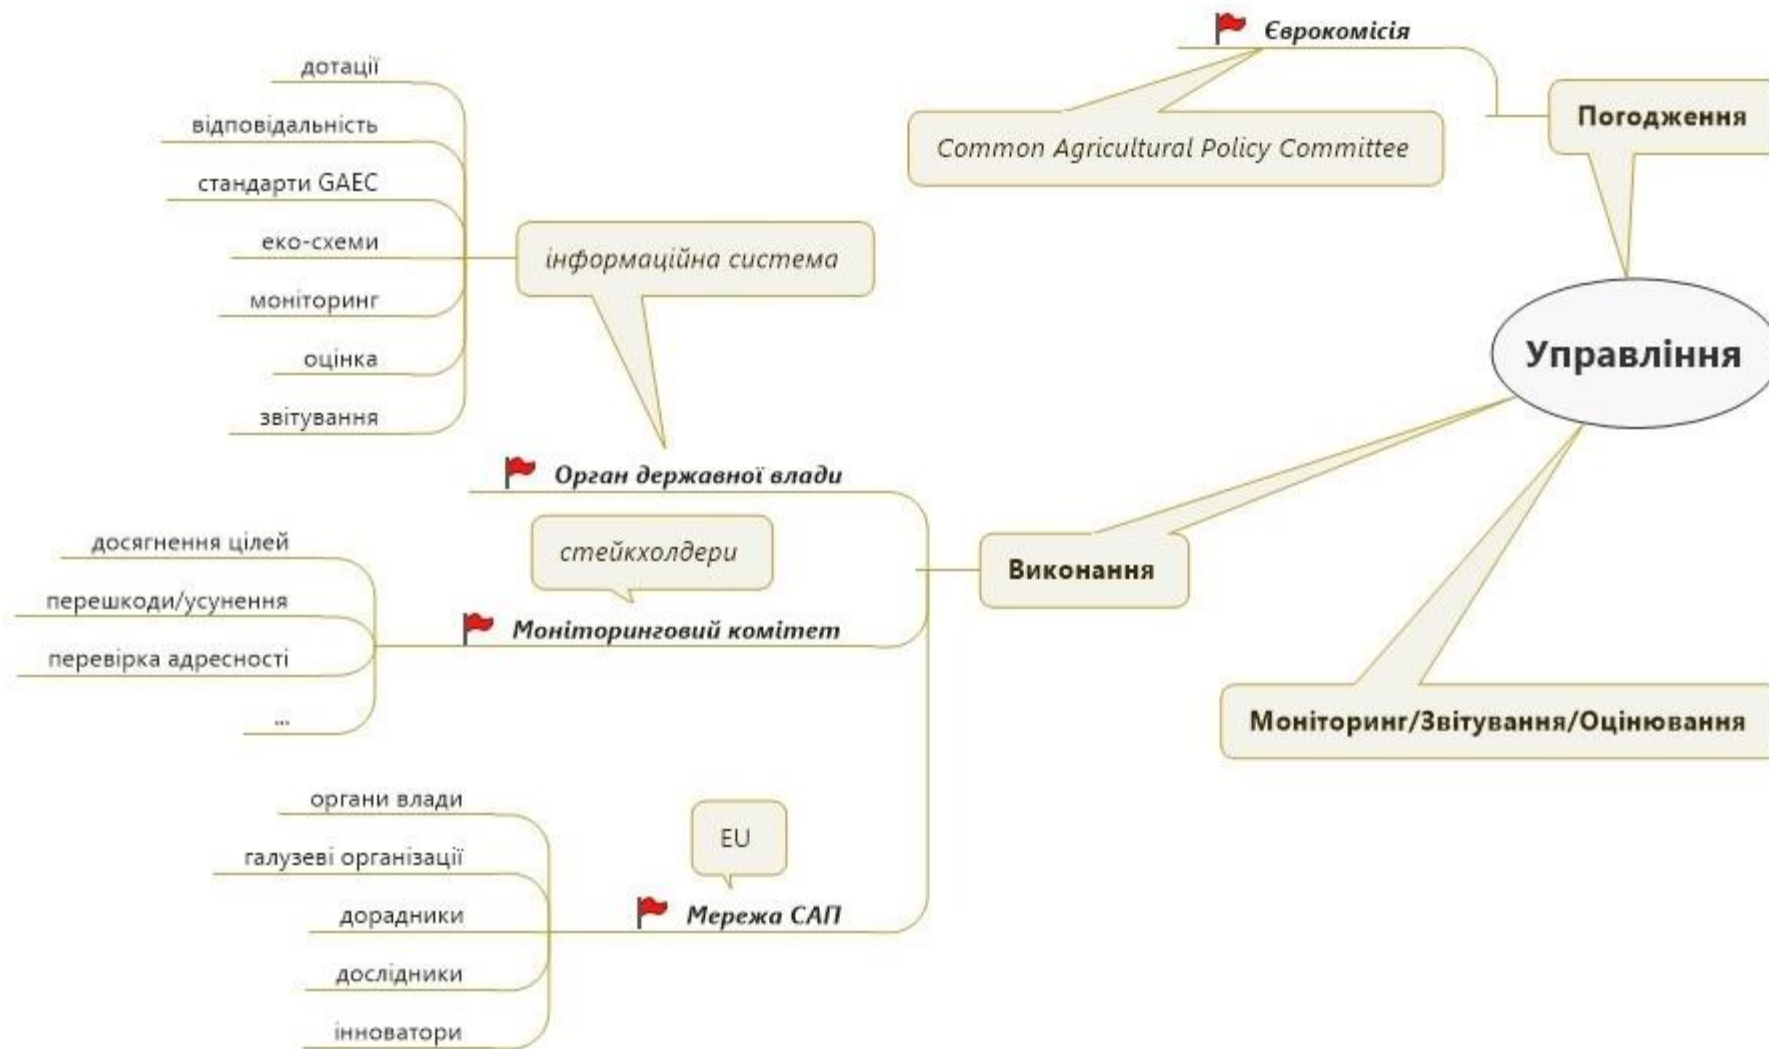 Єврокомісія
Common Agricultural Policy Committee
Погодження
Управління
дотації
відповідальність
стандарти GAEC
еко-схеми
моніторинг
оцінка
звітування
інформаційна система
Орган державної влади
стейкхолдери
Виконання
досягнення цілей
перешкоди/усунення
перевірка адресності
...
Моніторинговий комітет
Моніторинг/Звітування/Оцінювання
органи влади
галузеві організації
дорадники
дослідники
інноватори
EU
Мережа САП